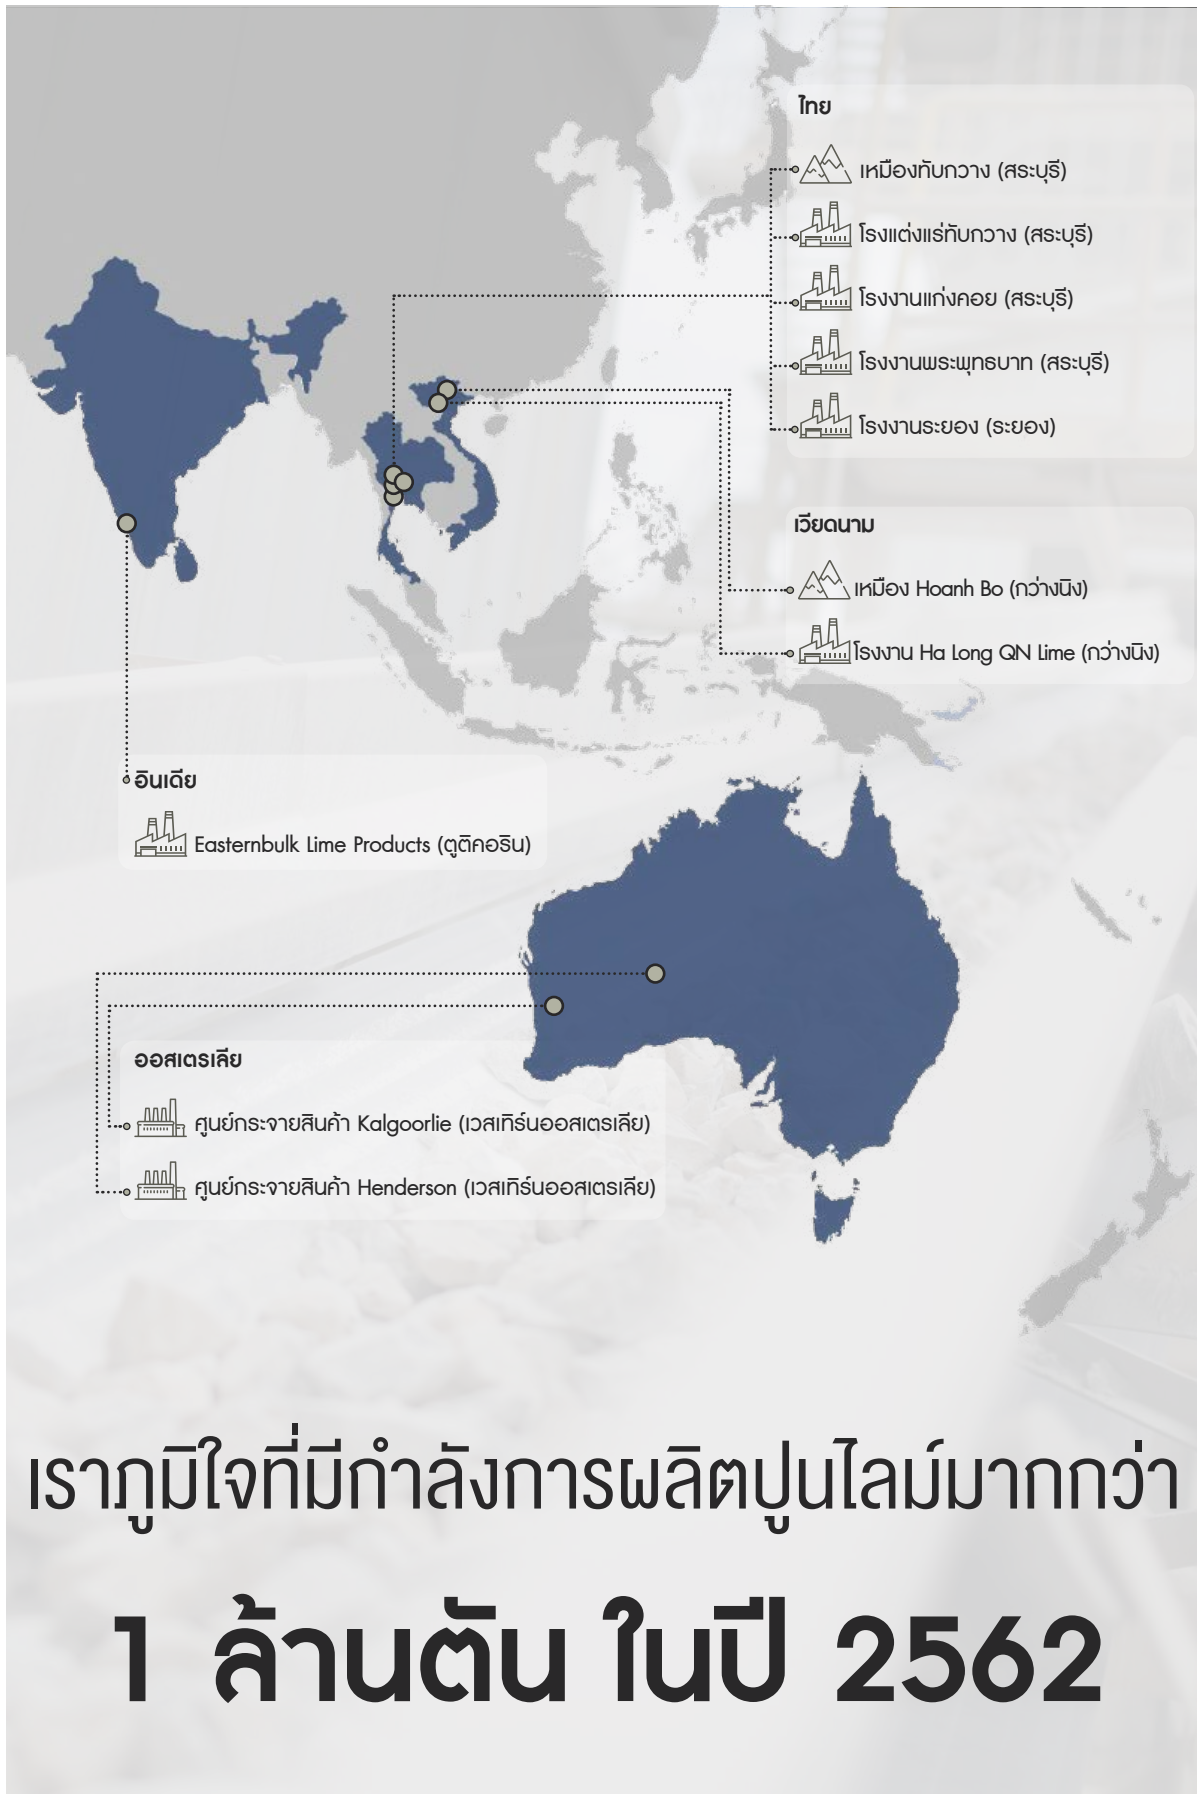 ไทย
เหมืองทับกวาง (สระบุรี)
โรงแต่งแร่ทับกวาง (สระบุรี)
โรงงานแก่งคอย (สระบุรี)
โรงงานพระพุทธบาท (สระบุรี)
โรงงานระยอง (ระยอง)
เวียดนาม
เหมือง Hoanh Bo (กว่างนิง)
โรงงาน Ha Long QN Lime (กว่างนิง)
อินเดีย
Easternbulk Lime Products (ตูติคอริน)
ออสเตรเลีย
ศูนย์กระจายสินค้า Kalgoorlie (เวสเทิร์นออสเตรเลีย)
ศูนย์กระจายสินค้า Henderson (เวสเทิร์นออสเตรเลีย)
เราภูมิใจที่มีกำลังการผลิตปูนไลม์มากกว่า
1 ล้านตัน ในปี 2562